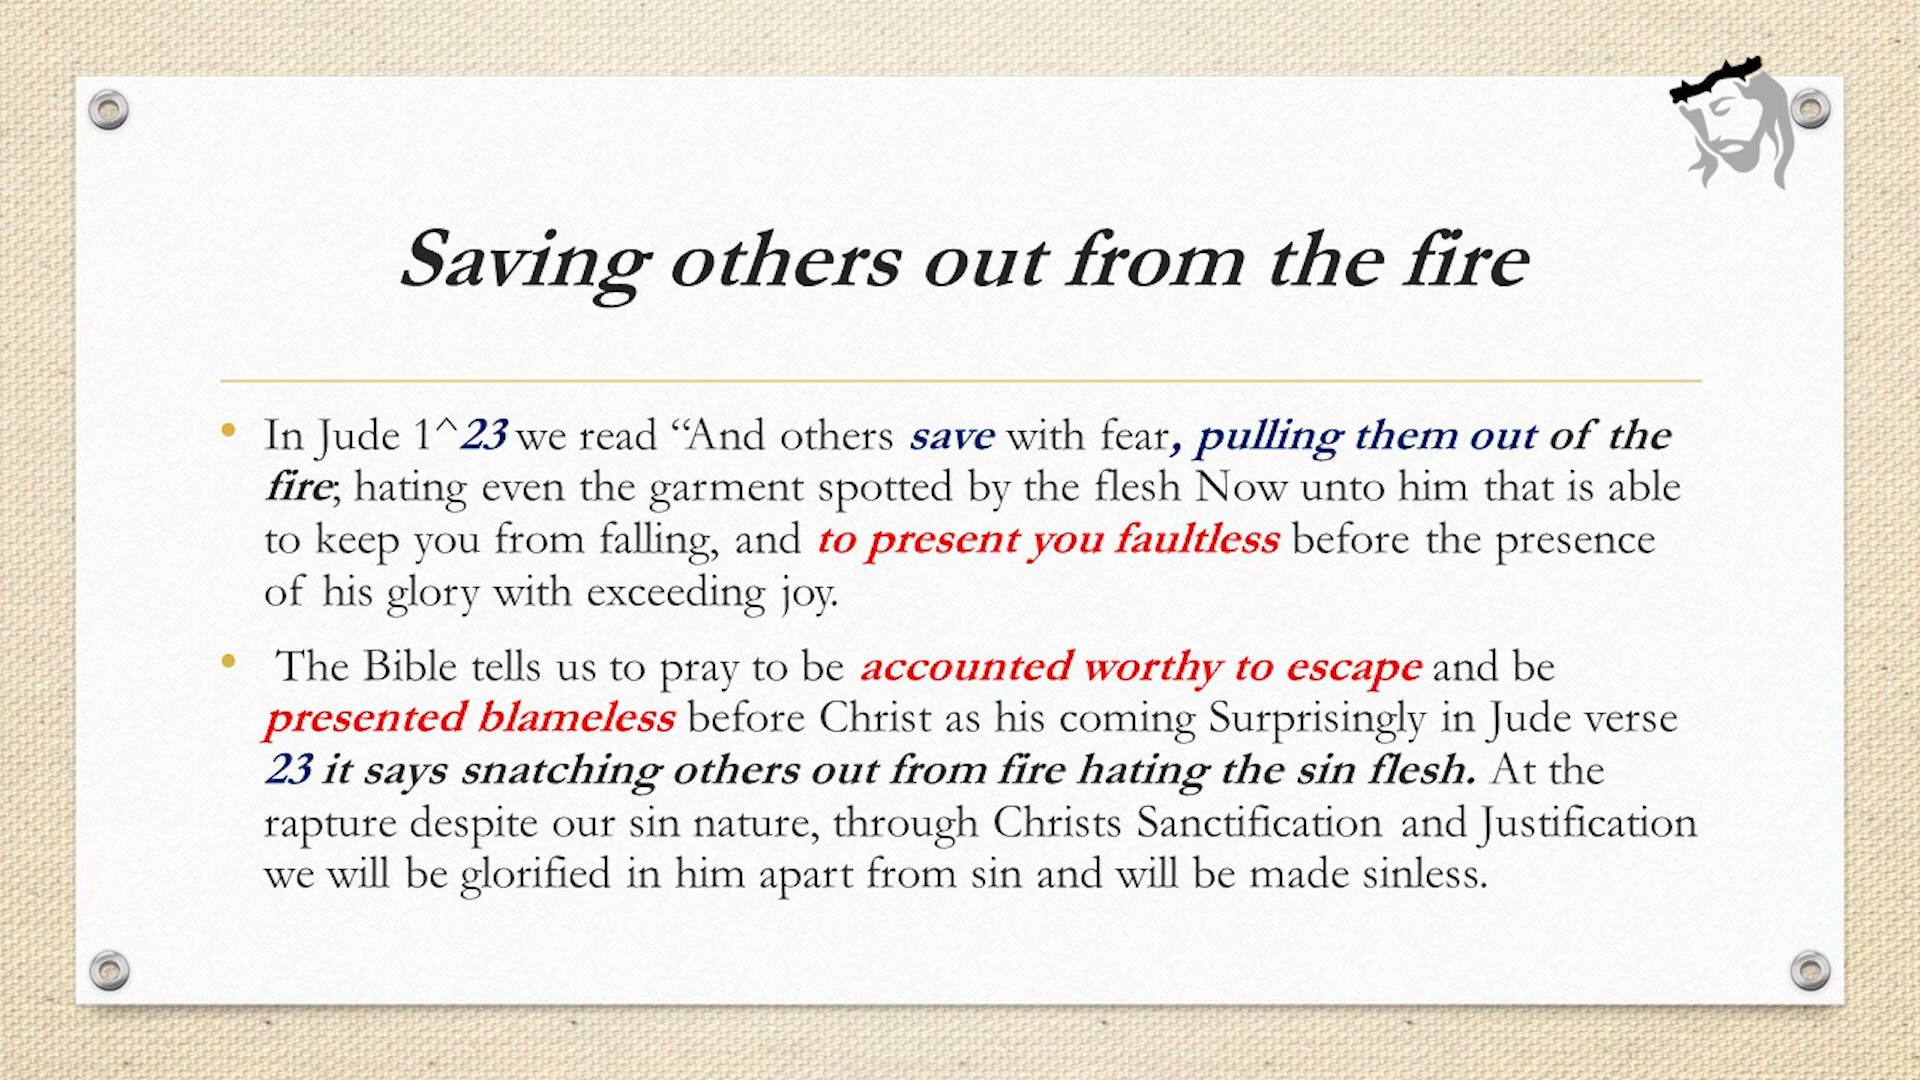 Saving others out from the fire
• In Jude 1^23 we read “And others save with fear, pulling them out of the
fire; hating even the garment spotted by the flesh Now unto him that is able
to keep you from falling, and to present you faultless before the presence
of his glory with exceeding joy.
• The Bible tells us to pray to be accounted worthy to escape and be
presented blameless before Christ as his coming Surprisingly in Jude verse
23 it says snatching others out from fire hating the sin flesh. At the
rapture despite our sin nature, through Christs Sanctification and Justification
we will be glorified in him apart from sin and will be made sinless.